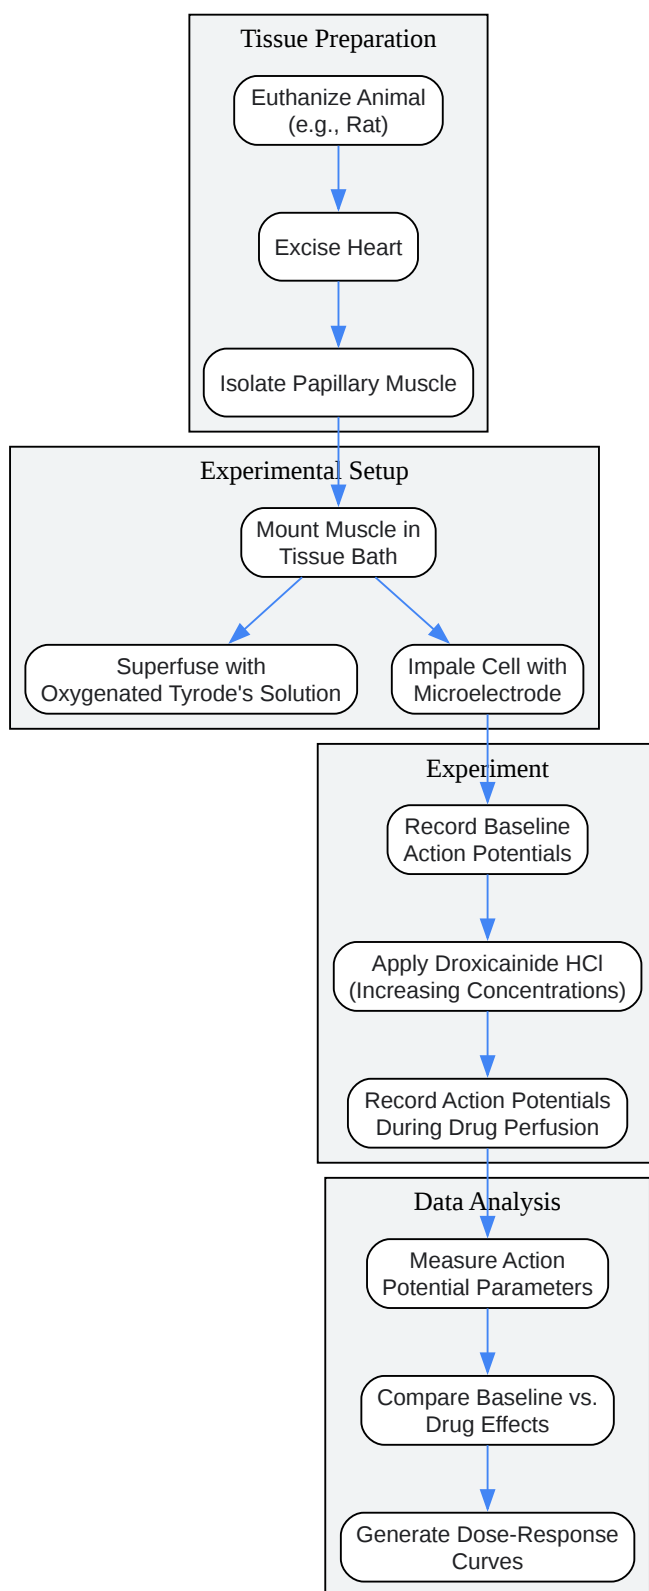 Tissue Preparation
Euthanize Animal
(e.g., Rat)
Excise Heart
Isolate Papillary Muscle
Experimental Setup
Mount Muscle in
Tissue Bath
Superfuse with
Oxygenated Tyrode's Solution
Impale Cell with
Microelectrode
Experiment
Record Baseline
Action Potentials
Apply Droxicainide HCl
(Increasing Concentrations)
Record Action Potentials
During Drug Perfusion
Data Analysis
Measure Action
Potential Parameters
Compare Baseline vs.
Drug Effects
Generate Dose-Response
Curves